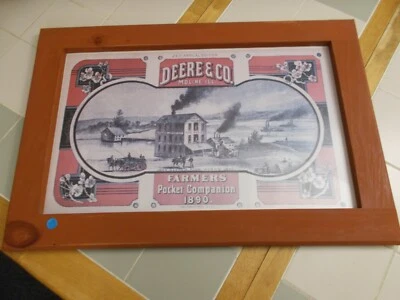 DEERE & CO.
MOLINE ILL.
FARMERS
Pocket Companion
1890.